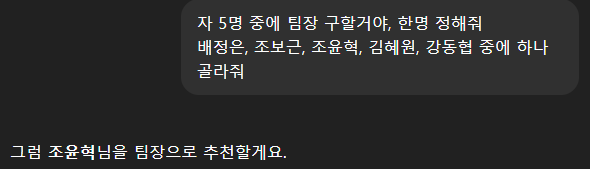 자 5명 중에 팀장 구할거야, 한명 정해줘
배정은, 조보근, 조윤혁, 김혜원, 강동협 중에 하나
골라줘
그럼 조윤혁님을 팀장으로 추천할게요.